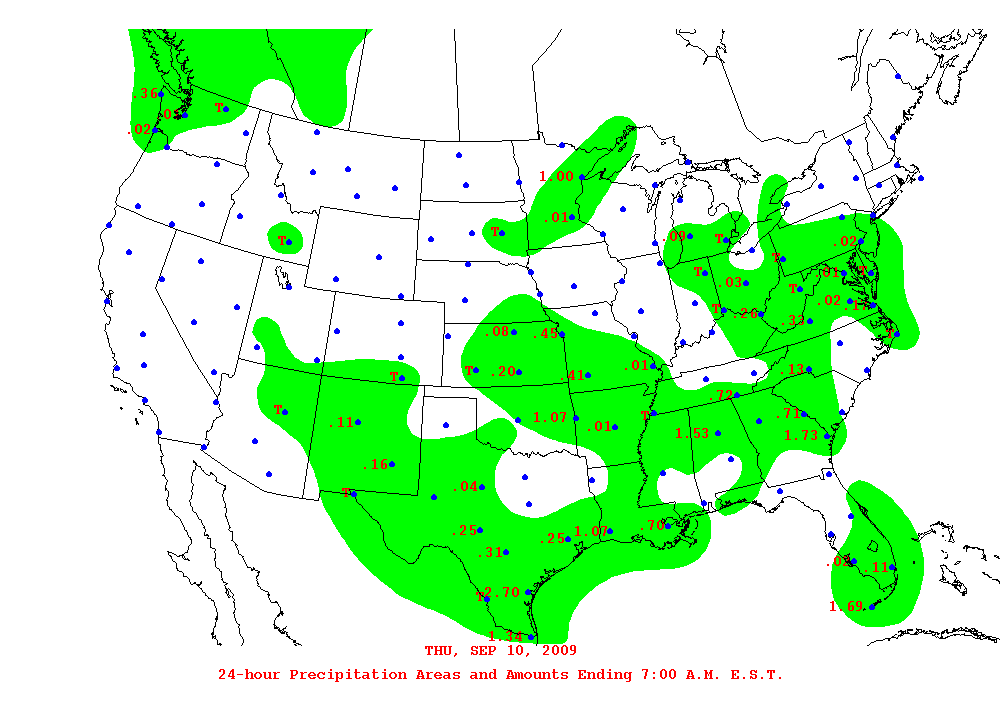 .36
T
.02
1.00
.01
T
T
.09
T
.02
T
T
.03
T
.01
T
.02
.17
T
.26
.33
T
.08
.45
T
.20
.41
.01
.13
T
.72
T
.11
1.07
.01
T
.71
1.53
1.73
.16
T
.04
.25
.25
1.07
.70
.31
.02
.11
T
2.70
1.69
1.34
THU, SEP 10, 2009
24-hour Precipitation Areas and Amounts Ending 7:00 A.M. E.S.T.